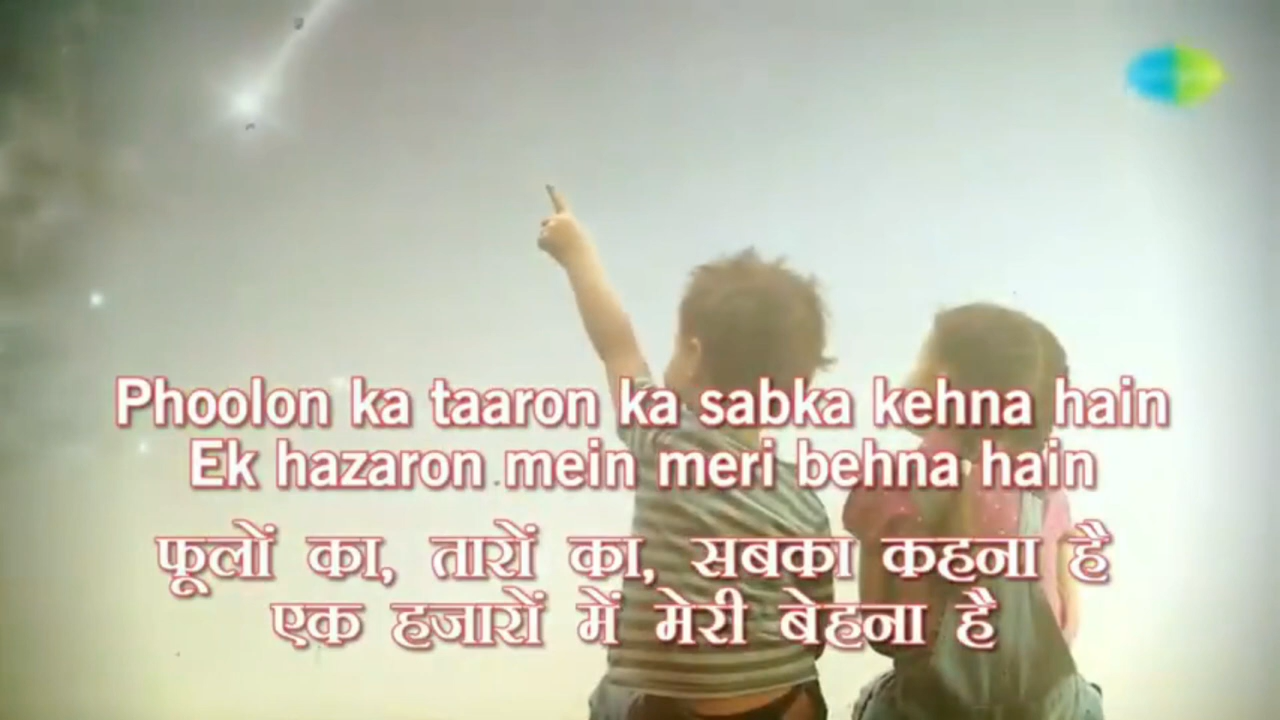 Phoolon ka taaron ka sabka kehna hain
Ek hazaron mein meri behna hain
फूलों का, तारों का, सबका कहना है
एक हजारों में मेरी बेहना है